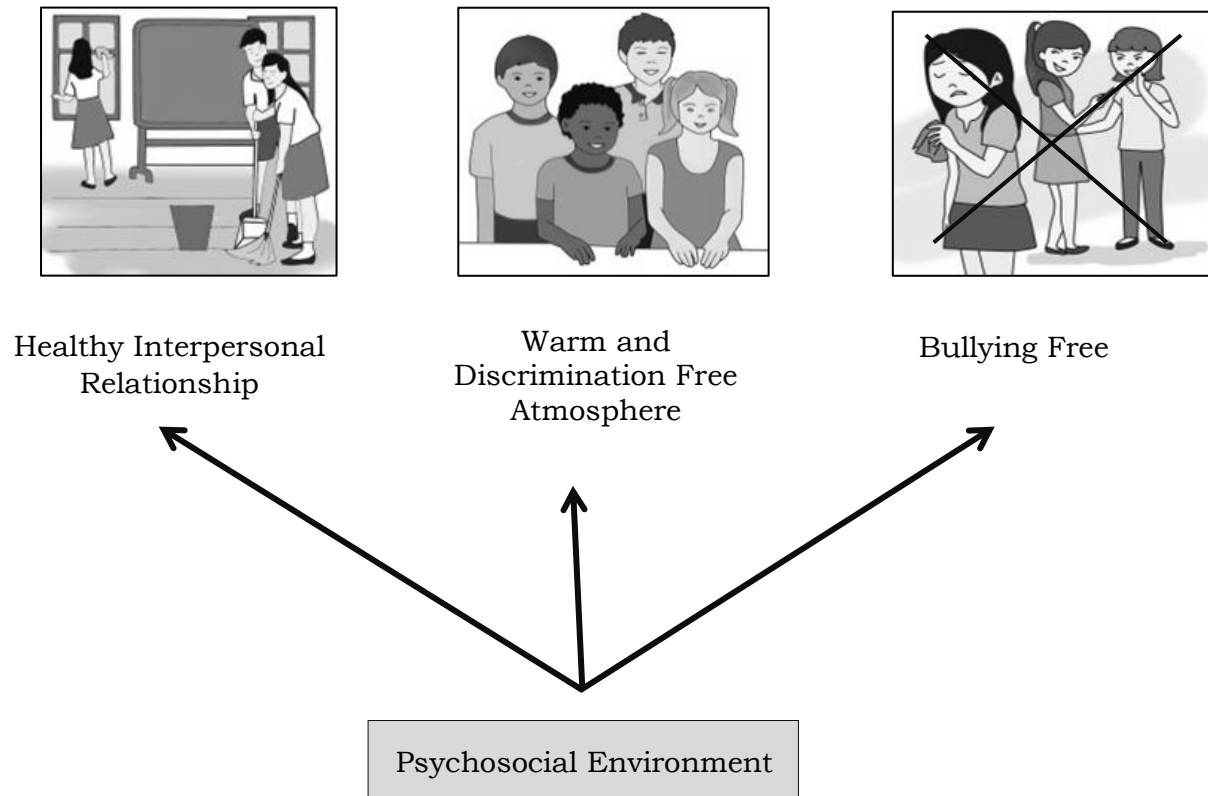 Healthy Interpersonal
Relationship
Warm and
Discrimination Free
Atmosphere
Bullying Free
Psychosocial Environment